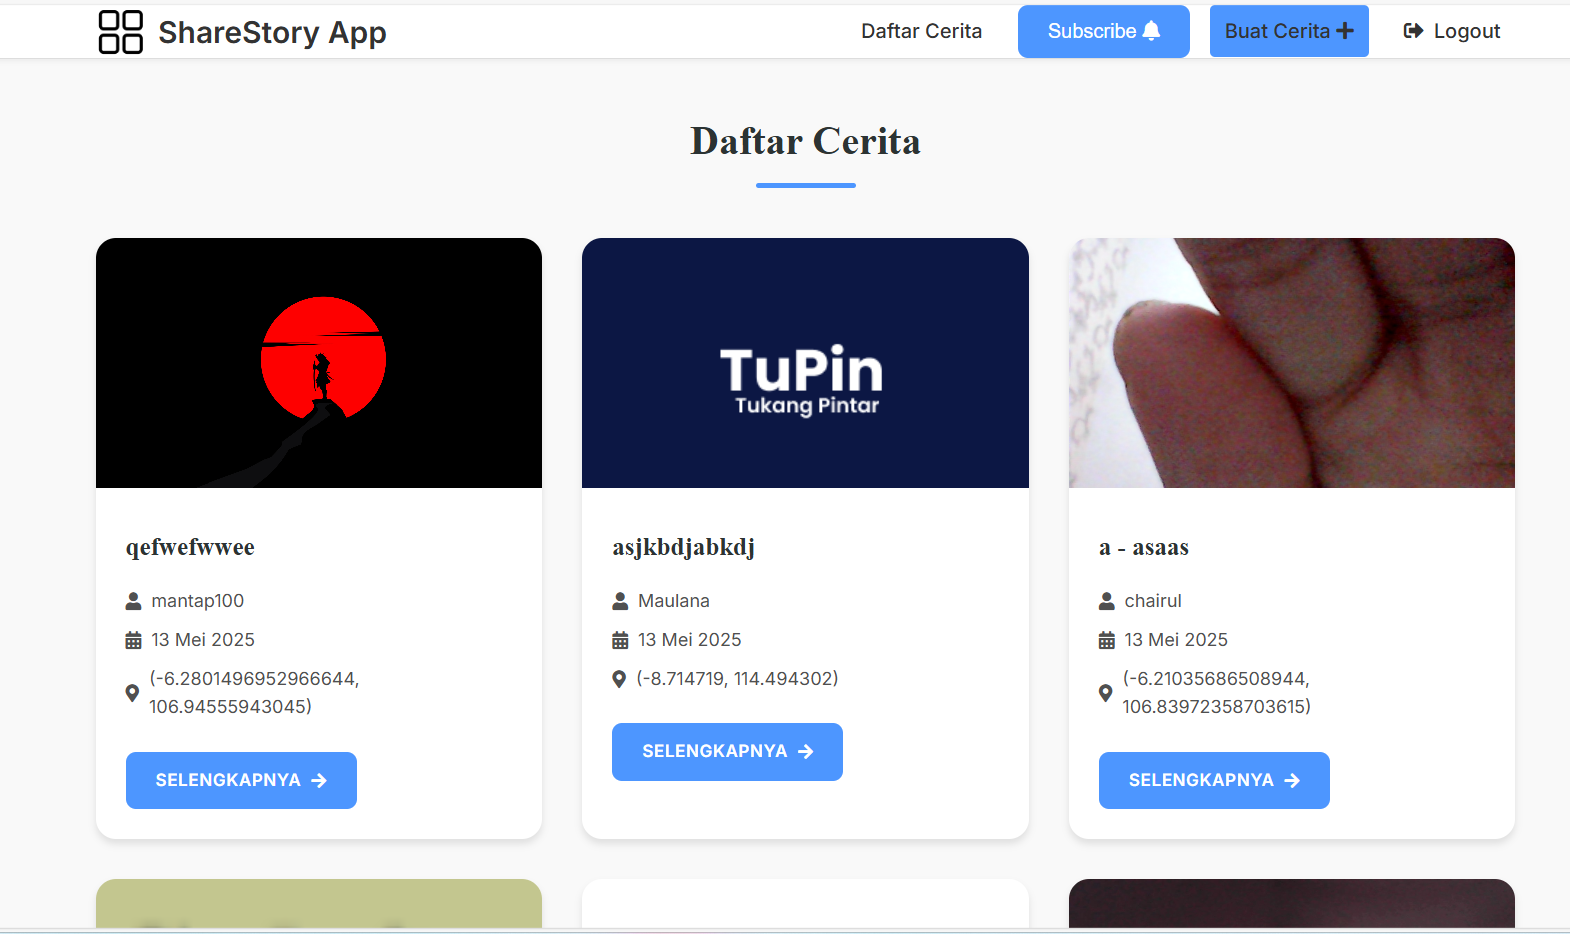 ShareStory App
Daftar Cerita
Subscribe
Buat Cerita
Logout
Daftar Cerita
TuPin
Tukang Pintar
qefwefwwee
mantap100
13 Mei 2025
(-6.2801496952966644,
106.94555943045)
SELENGKAPNYA
asjkbdjabkdj
Maulana
13 Mei 2025
(-8.714719, 114.494302)
SELENGKAPNYA
a - asaas
chairul
13 Mei 2025
(-6.21035686508944,
106.83972358703615)
SELENGKAPNYA